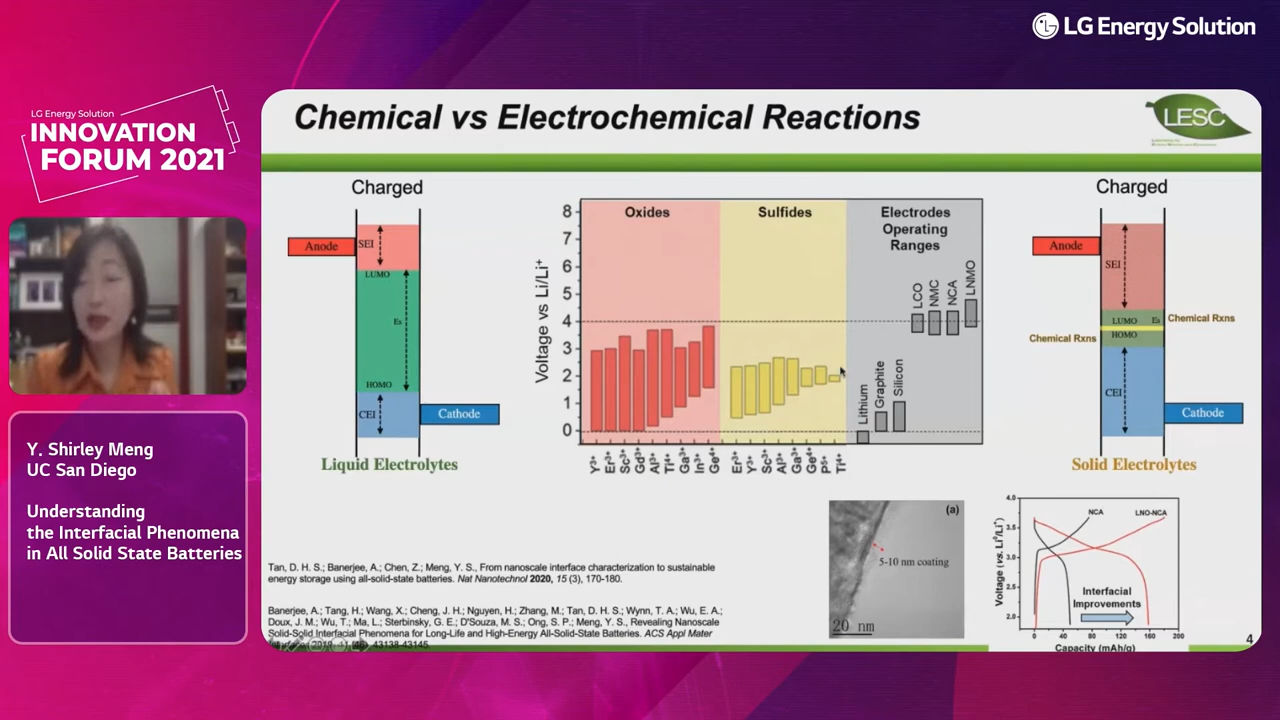 LG Energy Solution
LG Energy Solution
INNOVATION
FORUM 2021
Y. Shirley Meng
UC San Diego
Understanding
the Interfacial Phenomena
in All Solid State Batteries
Chemical vs Electrochemical Reactions
LESC
Charged
Anode
SEI
LUMO
Es
HOMO
CEI
Cathode
Liquid Electrolytes
Voltage vs Li/Li⁺
8
7
6
5
4
3
2
1
0
Oxides
Sulfides
Electrodes
Operating
Ranges
Lithium
Graphite
Silicon
LCO
NMC
NCA
LNMO
Y³⁺
Er³⁺
Sc³⁺
Gd³⁺
Al³⁺
Ti⁴⁺
Ga³⁺
In³⁺
Ge⁴⁺
Er³⁺
Y³⁺
Sc³⁺
Al³⁺
Ga³⁺
Ge⁴⁺
P⁵⁺
Ti⁴⁺
Charged
Anode
SEI
LUMO
Es
Chemical Rxns
HOMO
Chemical Rxns
CEI
Cathode
Solid Electrolytes
Tan, D. H. S.; Banerjee, A.; Chen, Z.; Meng, Y. S., From nanoscale interface characterization to sustainable
energy storage using all-solid-state batteries. Nat Nanotechnol 2020, 15 (3), 170-180.
Banerjee, A.; Tang, H.; Wang, X.; Cheng, J. H.; Nguyen, H.; Zhang, M.; Tan, D. H. S.; Wynn, T. A.; Wu, E. A.;
Doux, J. M.; Wu, T.; Ma, L.; Sterbinsky, G. E.; D'Souza, M. S.; Ong, S. P.; Meng, Y. S., Revealing Nanoscale
Solid-Solid Interfacial Phenomena for Long-Life and High-Energy All-Solid-State Batteries. ACS Appl Mater
43138-43145.
(a)
5-10 nm coating
20 nm
Voltage (vs. Li⁰/Li⁺)
4.0
3.5
3.0
2.5
2.0
NCA
LNO-NCA
Interfacial
Improvements
0
40
80
120
160
200
Capacity (mAh/g)
4